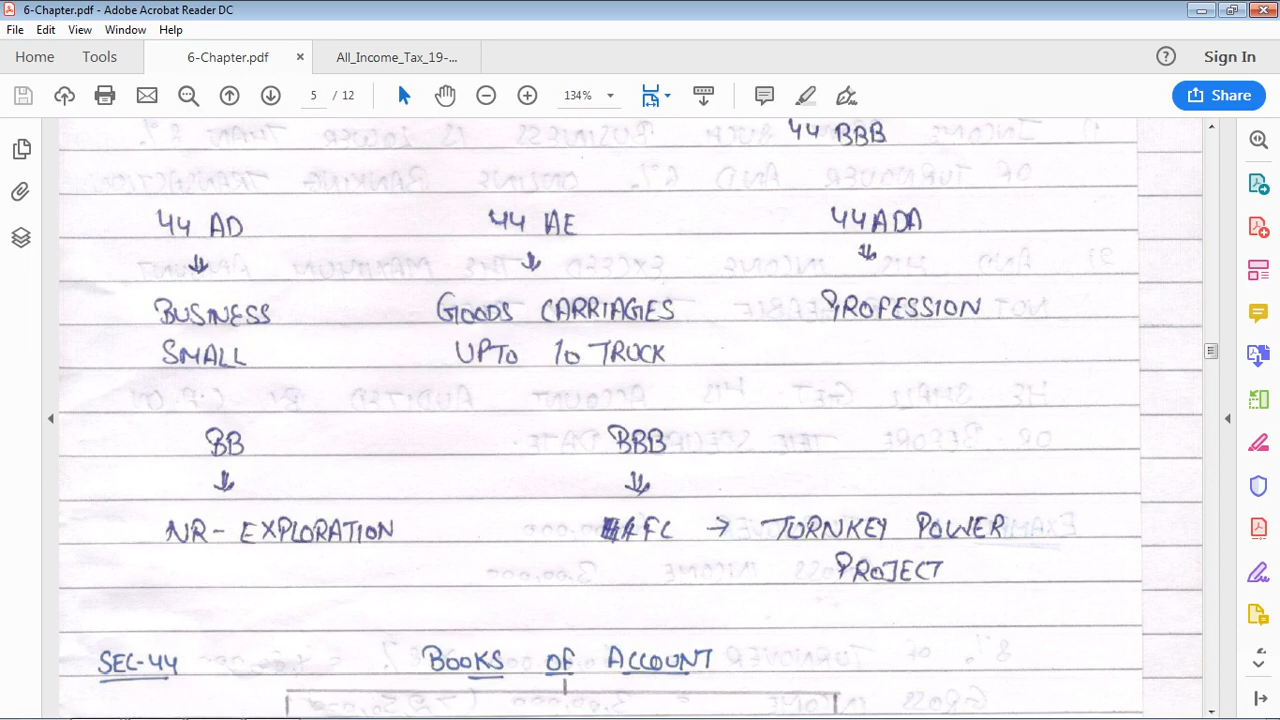 6-Chapter.pdf - Adobe Acrobat Reader DC
File Edit View Window Help
Home Tools 6-Chapter.pdf × All_Income_Tax_19-... ? Sign In
5 / 12 134% Share
44 BBB
44 AD 44 AE 44ADA
BUSINESS GOODS CARRIAGES PROFESSION
SMALL UPTO 10 TRUCK
BB BBB
NR- EXPLORATION FC → TURNKEY POWER
PROJECT
SEC-44 BOOKS OF ACCOUNT